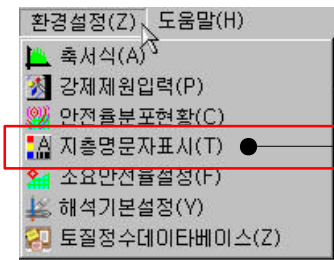 환경설정(Z) 도움말(H)
축서식(A)
강제제원입력(P)
안전율분포현황(C)
지층명문자표시(T)
소요안전율설정(F)
해석기본설정(Y)
토질정수데이타베이스(Z)